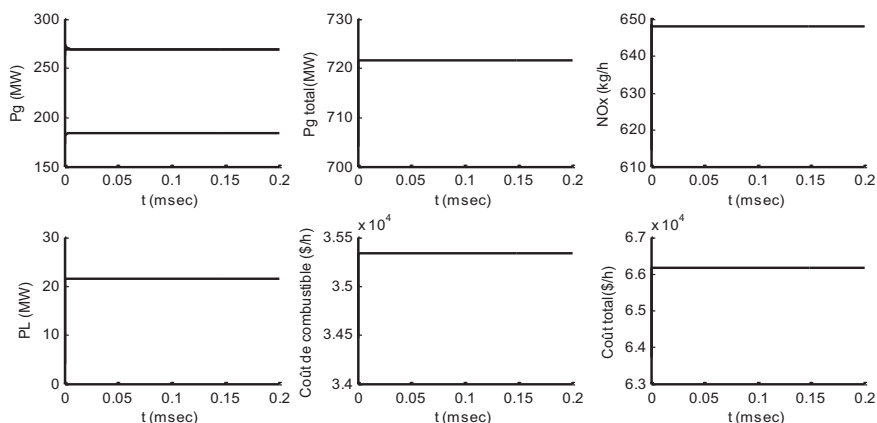 300
250
200
150
Pg (MW)
0 0.05 0.1 0.15 0.2
t (msec)
730
720
710
700
Pg total(MW)
0 0.05 0.1 0.15 0.2
t (msec)
650
640
630
620
610
NOx (kg/h
0 0.05 0.1 0.15 0.2
t (msec)
30
20
10
0
PL (MW)
0 0.05 0.1 0.15 0.2
t (msec)
x 10^4
3.55
3.5
3.45
3.4
Coût de combustible ($/h)
0 0.05 0.1 0.15 0.2
t (msec)
x 10^4
6.7
6.6
6.5
6.4
6.3
Coût total($/h)
0 0.05 0.1 0.15 0.2
t (msec)